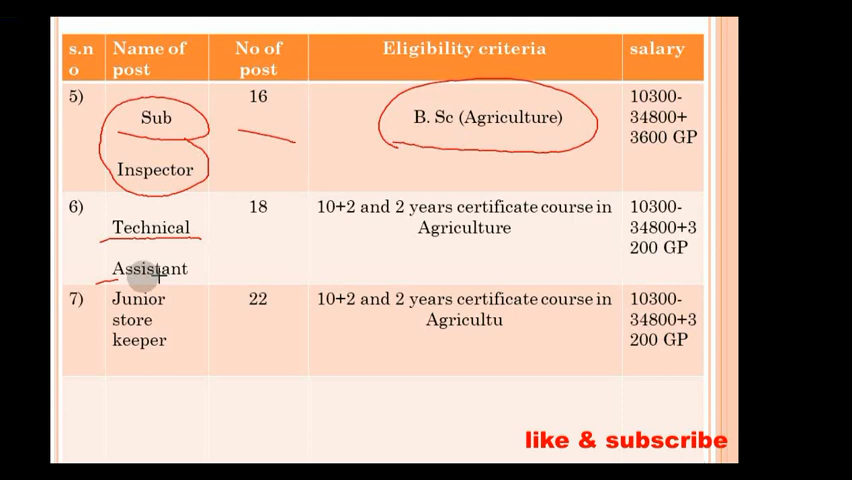 s.n Name of No of Eligibility criteria salary
o post post
5) Sub 16 B. Sc (Agriculture) 10300-
34800+
Inspector 3600 GP
6) Technical 18 10+2 and 2 years certificate course in 10300-
Agriculture 34800+3
Assistant 200 GP
7) Junior 22 10+2 and 2 years certificate course in 10300-
store Agricultu 34800+3
keeper 200 GP
like & subscribe